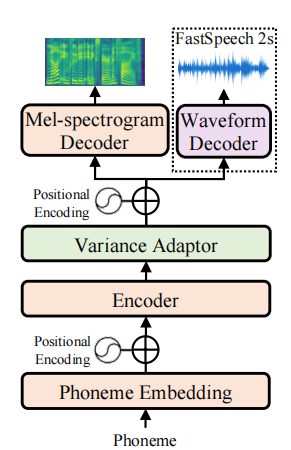 FastSpeech 2s
Mel-spectrogram
Decoder
Waveform
Decoder
Positional
Encoding
Variance Adaptor
Encoder
Positional
Encoding
Phoneme Embedding
Phoneme